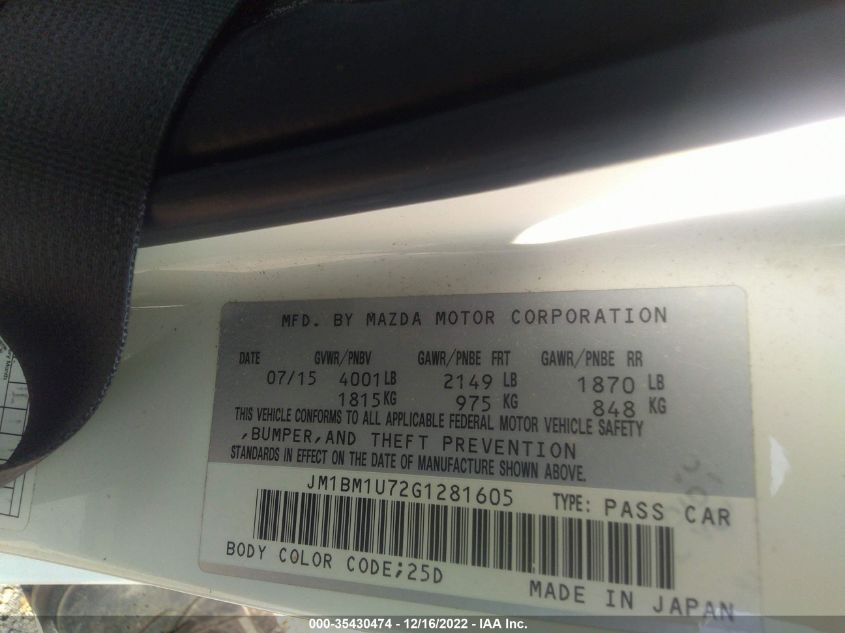 MFD. BY MAZDA MOTOR CORPORATION
DATE GVWR/PNBV GAWR/PNBE FRT GAWR/PNBE RR
07/15 4001LB 2149 LB 1870 LB
1815KG 975 KG 848 KG
THIS VEHICLE CONFORMS TO ALL APPLICABLE FEDERAL MOTOR VEHICLE SAFETY
,BUMPER,AND THEFT PREVENTION
STANDARDS IN EFFECT ON THE DATE OF MANUFACTURE SHOWN ABOVE.
JM1BM1U72G1281605 TYPE: PASS CAR
BODY COLOR CODE;25D
MADE IN JAPAN
000-35430474 - 12/16/2022 - IAA Inc.